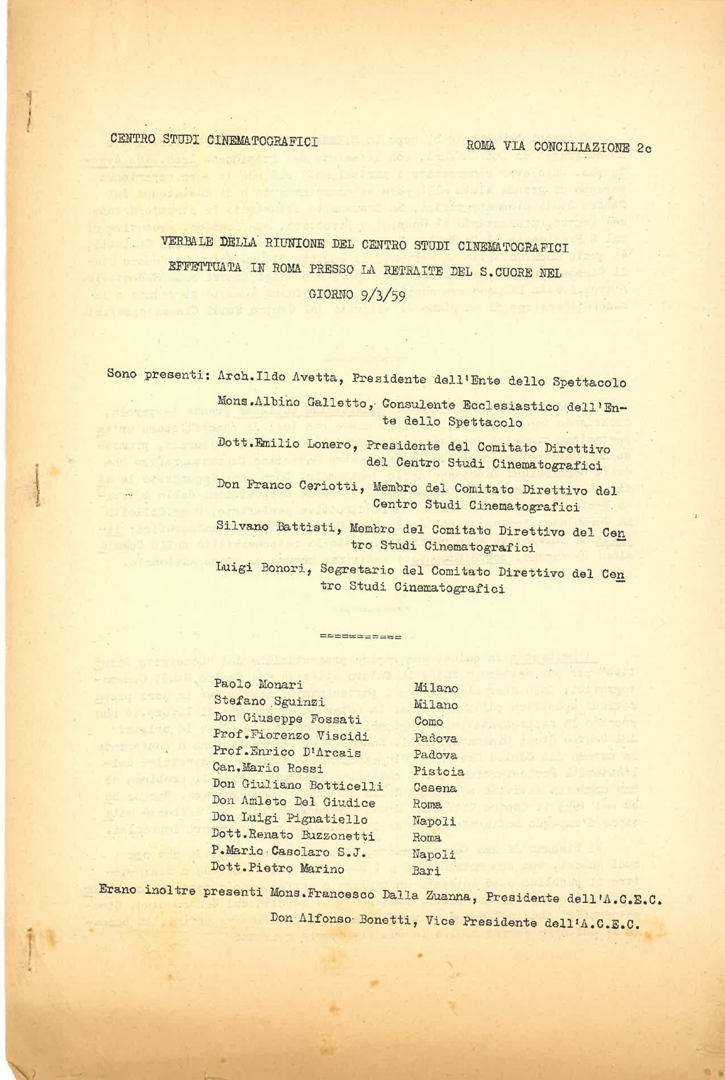 CENTRO STUDI CINEMATOGRAFICI ROMA VIA CONCILIAZIONE 2c
VERBALE DELLA RIUNIONE DEL CENTRO STUDI CINEMATOGRAFICI
EFFETTUATA IN ROMA PRESSO LA RETRAITE DEL S.CUORE NEL
GIORNO 9/3/59
Sono presenti: Arch.Ildo Avetta, Presidente dell'Ente dello Spettacolo
Mons.Albino Galletto, Consulente Ecclesiastico dell'En-
te dello Spettacolo
Dott.Emilio Lonero, Presidente del Comitato Direttivo
del Centro Studi Cinematografici
Don Franco Ceriotti, Membro del Comitato Direttivo del
Centro Studi Cinematografici
Silvano Battisti, Membro del Comitato Direttivo del Cen
tro Studi Cinematografici
Luigi Bonori, Segretario del Comitato Direttivo del Cen
tro Studi Cinematografici
===========
Paolo Monari Milano
Stefano Sguinzi Milano
Don Giuseppe Fossati Como
Prof.Fiorenzo Viscidi Padova
Prof.Enrico D'Arcais Padova
Can.Mario Rossi Pistoia
Don Giuliano Botticelli Cesena
Don Amleto Del Giudice Roma
Don Luigi Pignatiello Napoli
Dott.Renato Buzzonetti Roma
P.Mario Casolaro S.J. Napoli
Dott.Pietro Marino Bari
Erano inoltre presenti Mons.Francesco Dalla Zuanna, Presidente dell'A.C.E.C.
Don Alfonso Bonetti, Vice Presidente dell'A.C.E.C.